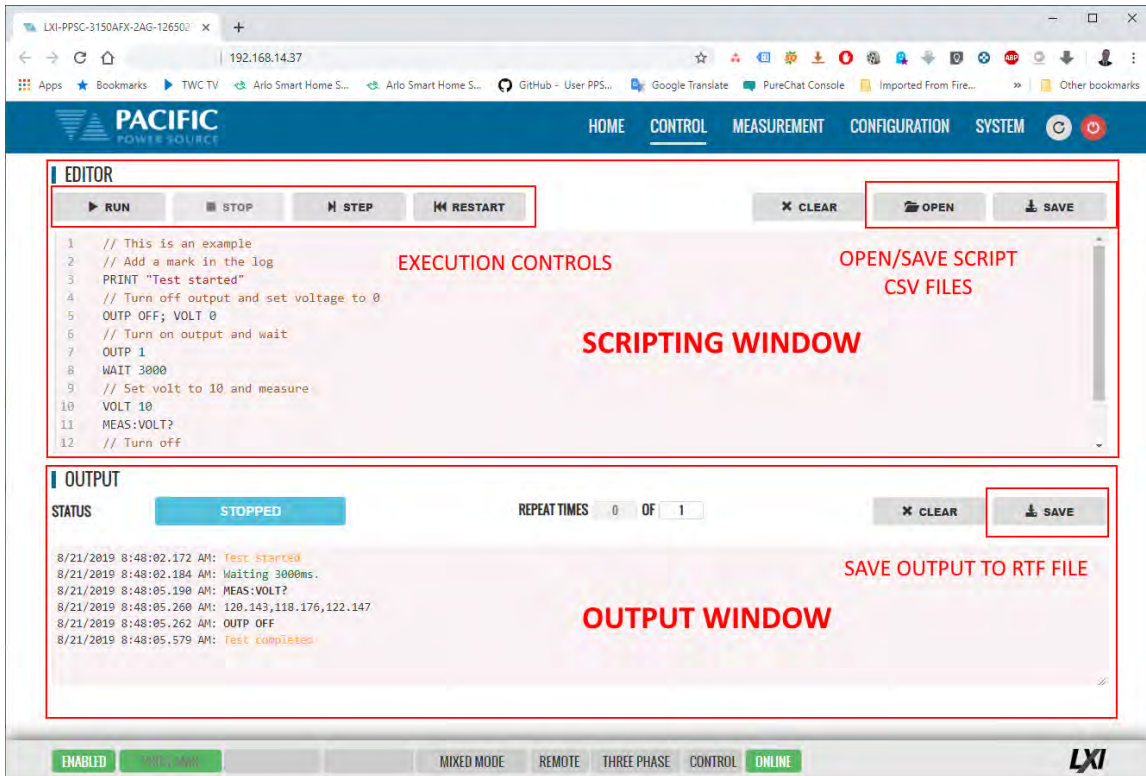 LXI-PPSC-3150AFX-2AG-126502
192.168.14.37
Apps Bookmarks TWC TV Arlo Smart Home S... Arlo Smart Home S... GitHub - User PPS... Google Translate PureChat Console Imported From Fire... » Other bookmarks
PACIFIC
POWER SOURCE
HOME CONTROL MEASUREMENT CONFIGURATION SYSTEM
EDITOR
RUN STOP STEP RESTART CLEAR OPEN SAVE
1 // This is an example
2 // Add a mark in the log
3 PRINT "Test started"
4 // Turn off output and set voltage to 0
5 OUTP OFF; VOLT 0
6 // Turn on output and wait
7 OUTP 1
8 WAIT 3000
9 // Set volt to 10 and measure
10 VOLT 10
11 MEAS:VOLT?
12 // Turn off
EXECUTION CONTROLS
OPEN/SAVE SCRIPT
CSV FILES
SCRIPTING WINDOW
OUTPUT
STATUS STOPPED REPEAT TIMES 0 OF 1 CLEAR SAVE
8/21/2019 8:48:02.172 AM: Test started
8/21/2019 8:48:02.184 AM: Waiting 3000ms.
8/21/2019 8:48:05.190 AM: MEAS:VOLT?
8/21/2019 8:48:05.260 AM: 120.143,118.176,122.147
8/21/2019 8:48:05.262 AM: OUTP OFF
8/21/2019 8:48:05.579 AM: Test completed
SAVE OUTPUT TO RTF FILE
OUTPUT WINDOW
ENABLED MIXED MODE REMOTE THREE PHASE CONTROL ONLINE LXI